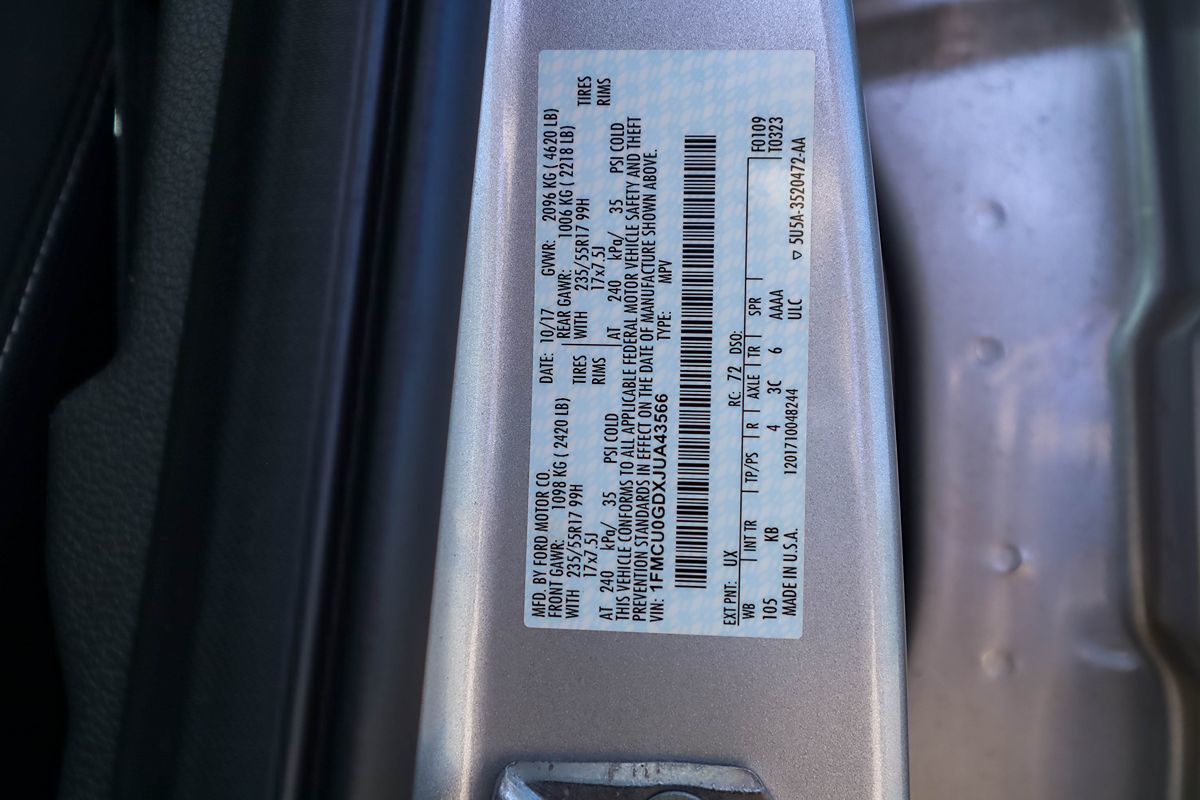 MFD. BY FORD MOTOR CO. DATE: 10/17 GVWR: 2096 KG ( 4620 LB)
FRONT GAWR: 1098 KG ( 2420 LB) REAR GAWR: 1006 KG ( 2218 LB)
WITH 235/55R17 99H TIRES WITH 235/55R17 99H TIRES
17x7.5J RIMS 17x7.5J RIMS
AT 240 kPa/ 35 PSI COLD AT 240 kPa/ 35 PSI COLD
THIS VEHICLE CONFORMS TO ALL APPLICABLE FEDERAL MOTOR VEHICLE SAFETY AND THEFT
PREVENTION STANDARDS IN EFFECT ON THE DATE OF MANUFACTURE SHOWN ABOVE.
VIN: 1FMCU0GDXJUA43566 TYPE: MPV
EXT PNT: UX RC: 72 DSO: F0109
WB INT TR TP/PS R AXLE TR SPR T0323
105 KB 4 3C 6 AAAA ▽ 5U5A-3520472-AA
MADE IN U.S.A. 1201710048244 ULC